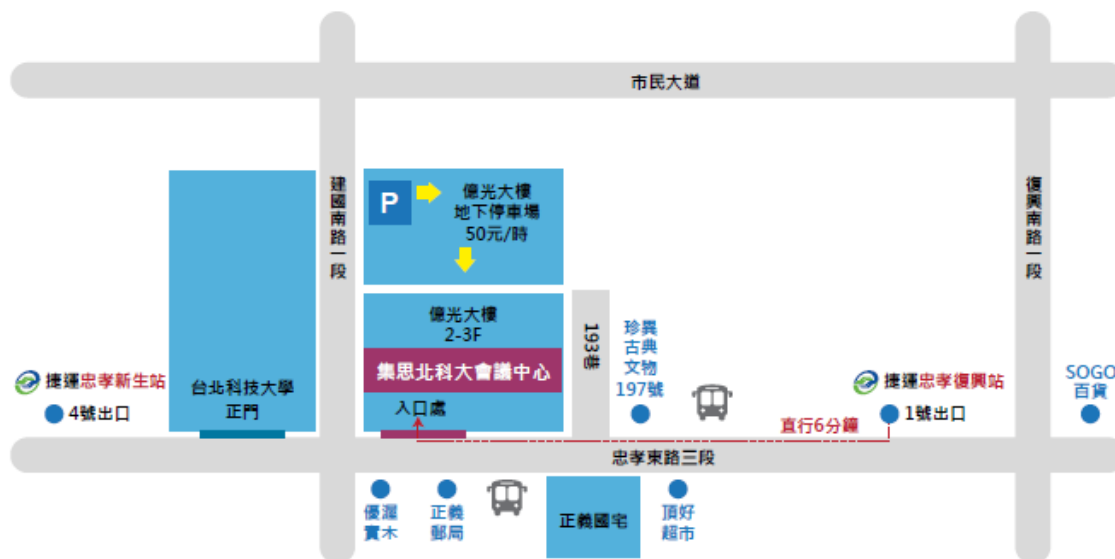 市民大道
建國南路一段
復興南路一段
P
億光大樓
地下停車場
50元/時
億光大樓
2-3F
集思北科大會議中心
入口處
193巷
珍異
古典
文物
197號
捷運忠孝新生站
4號出口
台北科技大學
正門
捷運忠孝復興站
1號出口
SOGO
百貨
直行6分鐘
忠孝東路三段
優渥
實木
正義
郵局
正義國宅
頂好
超市